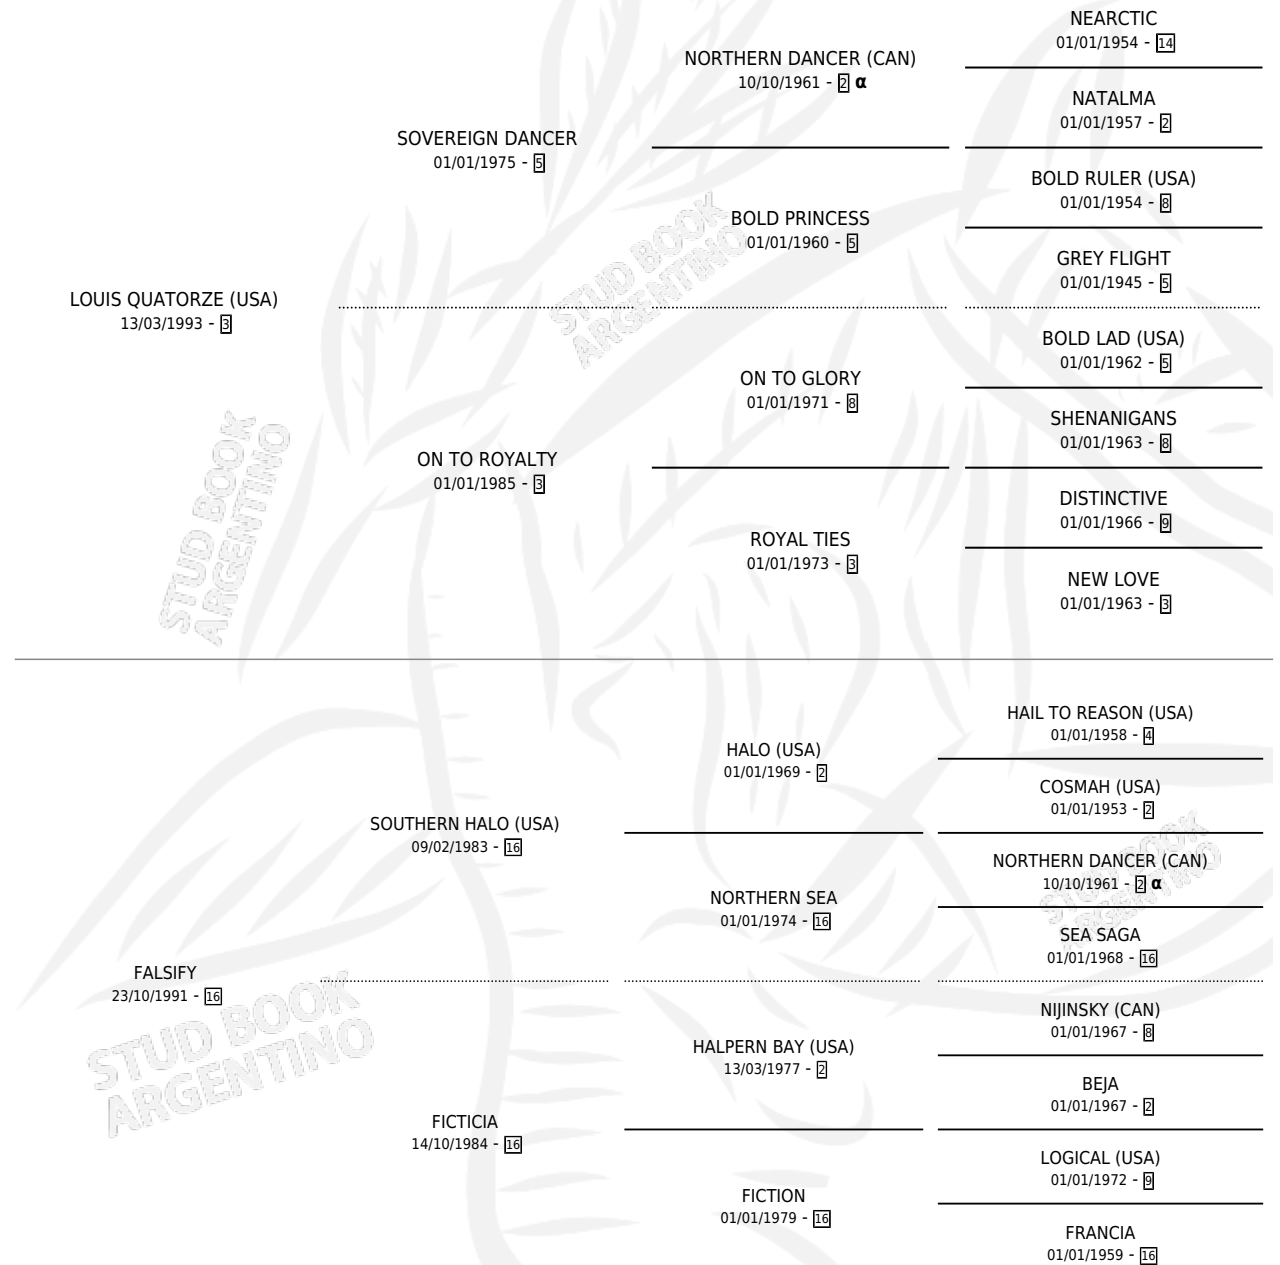 NEARCTIC
01/01/1954 - 14
NORTHERN DANCER (CAN)
10/10/1961 - 2 α
NATALMA
01/01/1957 - 2
SOVEREIGN DANCER
01/01/1975 - 5
BOLD RULER (USA)
01/01/1954 - 8
BOLD PRINCESS
01/01/1960 - 5
GREY FLIGHT
01/01/1945 - 5
LOUIS QUATORZE (USA)
13/03/1993 - 3
BOLD LAD (USA)
01/01/1962 - 5
ON TO GLORY
01/01/1971 - 8
SHENANIGANS
01/01/1963 - 8
ON TO ROYALTY
01/01/1985 - 3
DISTINCTIVE
01/01/1966 - 9
ROYAL TIES
01/01/1973 - 3
NEW LOVE
01/01/1963 - 3
HAIL TO REASON (USA)
01/01/1958 - 4
HALO (USA)
01/01/1969 - 2
COSMAH (USA)
01/01/1953 - 2
SOUTHERN HALO (USA)
09/02/1983 - 16
NORTHERN DANCER (CAN)
10/10/1961 - 2 α
NORTHERN SEA
01/01/1974 - 16
SEA SAGA
01/01/1968 - 16
FALSIFY
23/10/1991 - 16
NIJINSKY (CAN)
01/01/1967 - 8
HALPERN BAY (USA)
13/03/1977 - 2
BEJA
01/01/1967 - 2
FICTICIA
14/10/1984 - 16
LOGICAL (USA)
01/01/1972 - 9
FICTION
01/01/1979 - 16
FRANCIA
01/01/1959 - 16
STUD BOOK
ARGENTINO
STUD BOOK
ARGENTINO
STUD BOOK
ARGENTINO
STUD BOOK
ARGENTINO